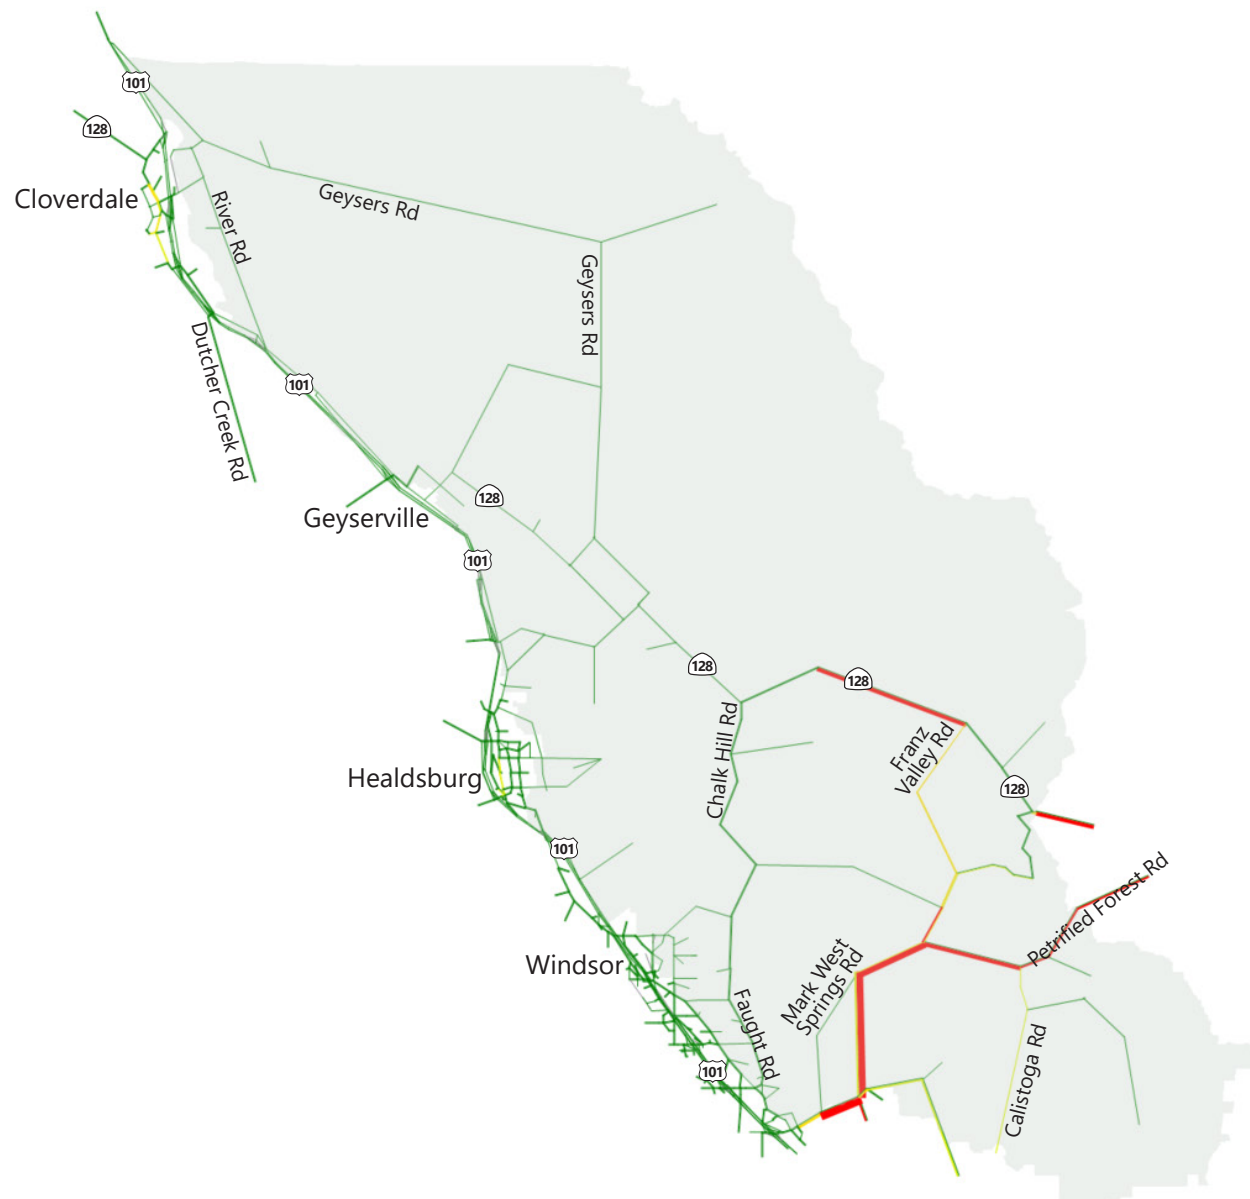 101
128
Cloverdale
River Rd
Geysers Rd
Geysers Rd
Dutcher Creek Rd
101
128
Geyserville
101
128
128
Chalk Hill Rd
Franz
Valley Rd
Healdsburg
128
101
Petrified Forest Rd
Windsor
Mark West
Springs Rd
Faught Rd
Calistoga Rd
101